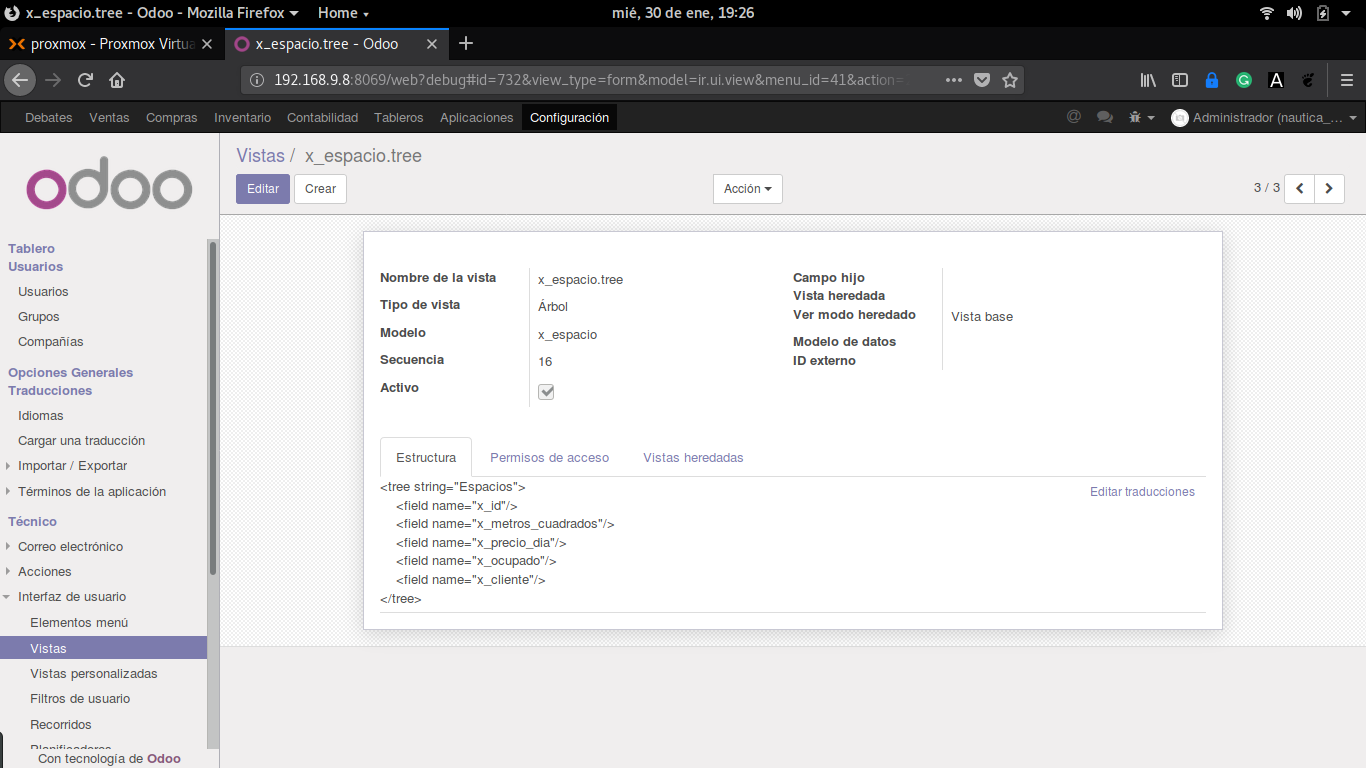 x_espacio.tree - Odoo - Mozilla Firefox Home mié, 30 de ene, 19:26
proxmox - Proxmox Virtua x_espacio.tree - Odoo
192.168.9.8:8069/web?debug#id=732&view_type=form&model=ir.ui.view&menu_id=41&action=
Debates Ventas Compras Inventario Contabilidad Tableros Aplicaciones Configuración Administrador (nautica_...
odoo
Vistas / x_espacio.tree
Editar Crear Acción 3 / 3
Tablero
Usuarios
Usuarios
Grupos
Compañías
Opciones Generales
Traducciones
Idiomas
Cargar una traducción
Importar / Exportar
Términos de la aplicación
Técnico
Correo electrónico
Acciones
Interfaz de usuario
Elementos menú
Vistas
Vistas personalizadas
Filtros de usuario
Recorridos
Planificadores
Con tecnología de Odoo
Nombre de la vista x_espacio.tree
Tipo de vista Árbol
Modelo x_espacio
Secuencia 16
Activo
Campo hijo
Vista heredada
Ver modo heredado Vista base
Modelo de datos
ID externo
Estructura Permisos de acceso Vistas heredadas
Editar traducciones
<tree string="Espacios">
<field name="x_id"/>
<field name="x_metros_cuadrados"/>
<field name="x_precio_dia"/>
<field name="x_ocupado"/>
<field name="x_cliente"/>
</tree>